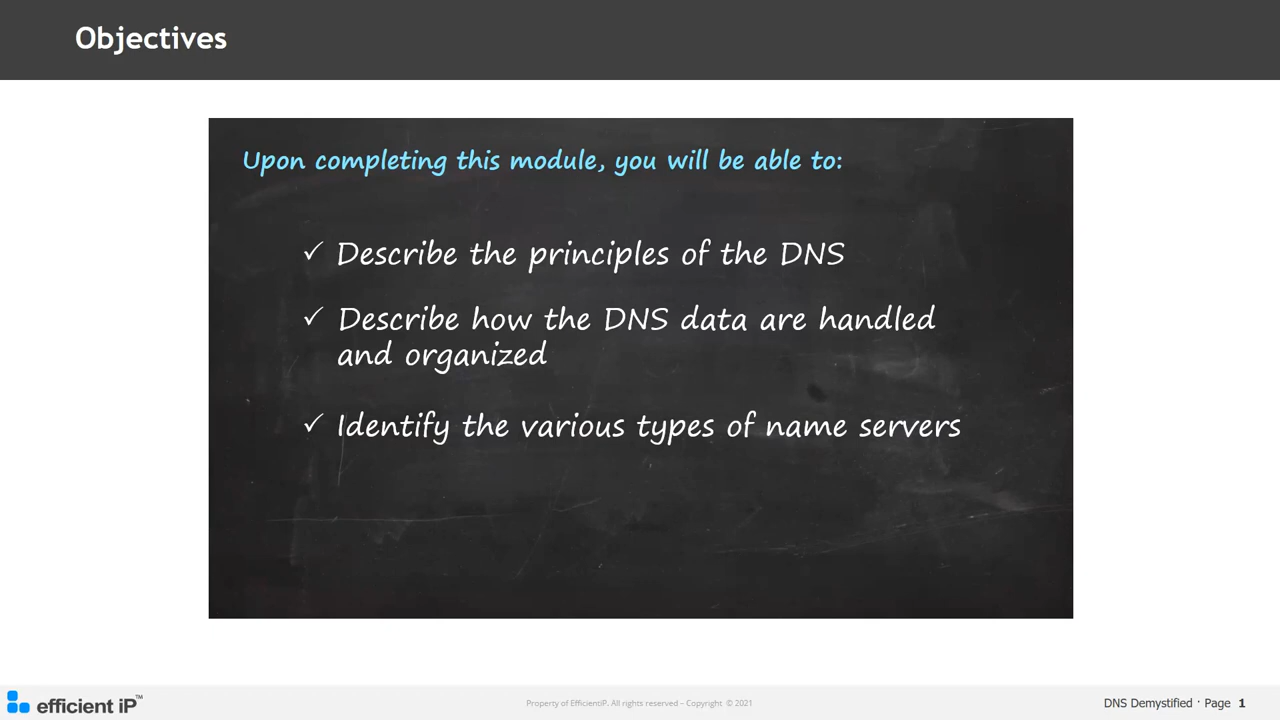 Objectives
Upon completing this module, you will be able to:
✓ Describe the principles of the DNS
✓ Describe how the DNS data are handled
and organized
✓ Identify the various types of name servers
efficient iP™
Property of EfficientiP. All rights reserved – Copyright © 2021
DNS Demystified · Page 1